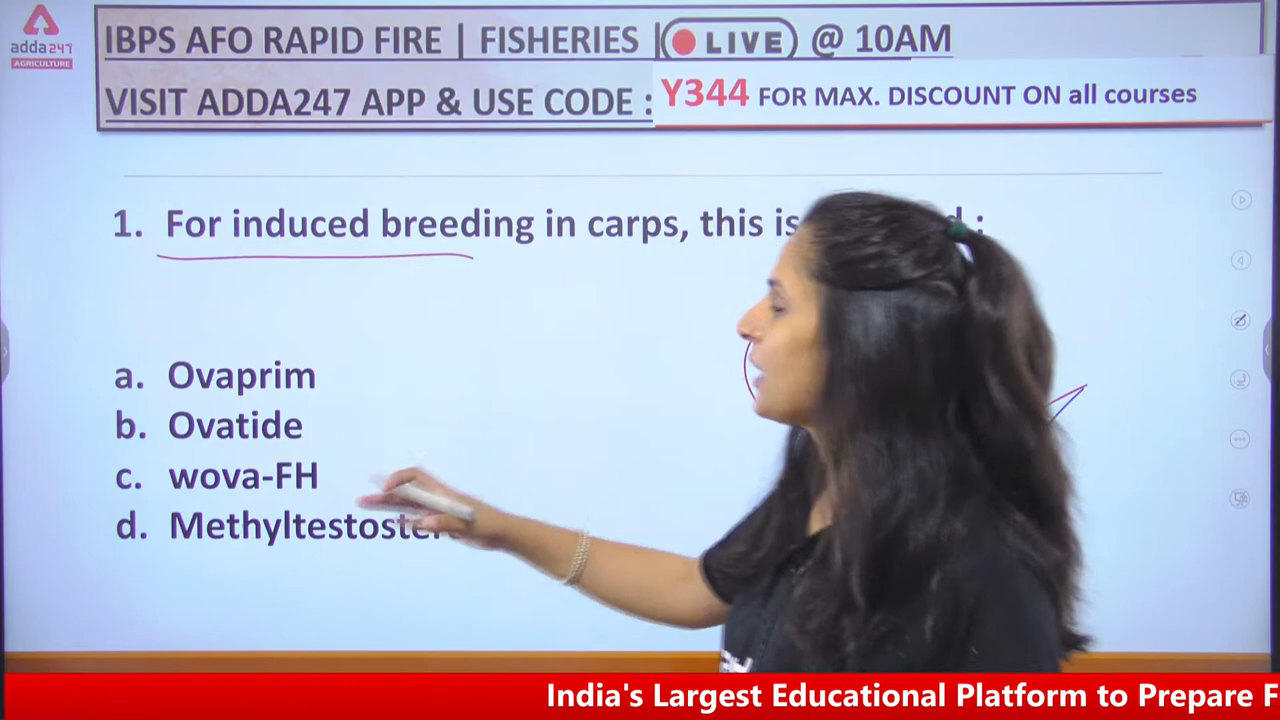 adda247
AGRICULTURE
IBPS AFO RAPID FIRE | FISHERIES | LIVE @ 10AM
VISIT ADDA247 APP & USE CODE : Y344 FOR MAX. DISCOUNT ON all courses
1. For induced breeding in carps, this is :
a. Ovaprim
b. Ovatide
c. wova-FH
d.
India's Largest Educational Platform to Prepare F